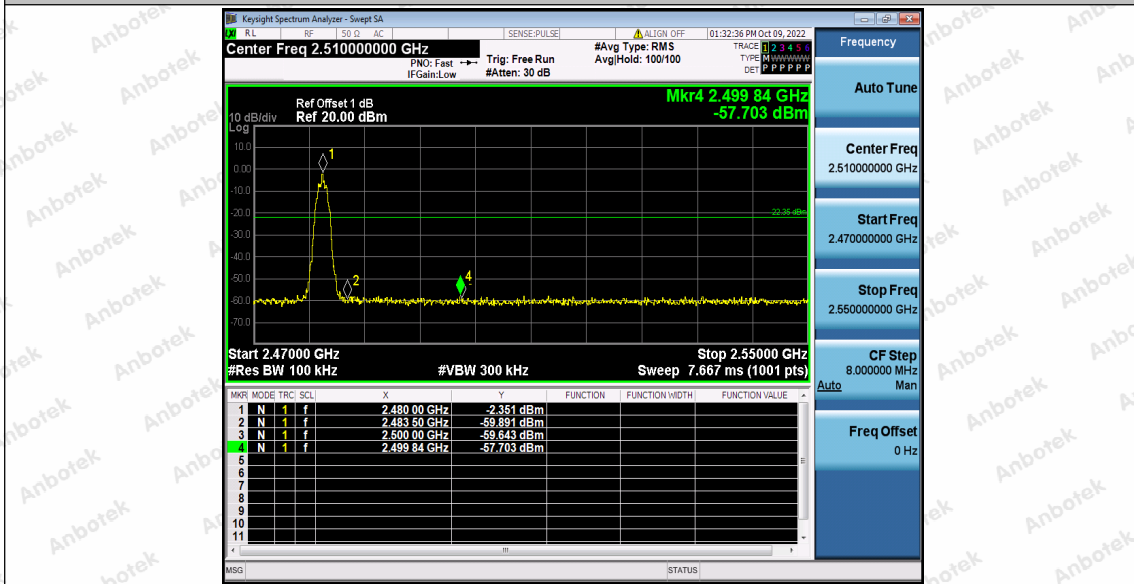 Keysight Spectrum Analyzer - Swept SA
LXI RL RF 50 Ω AC SENSE:PULSE ALIGN OFF 01:32:36 PM Oct 09, 2022
Center Freq 2.510000000 GHz
PNO: Fast
IFGain:Low
Trig: Free Run
#Atten: 30 dB
#Avg Type: RMS
Avg|Hold: 100/100
TRACE 1 2 3 4 5 6
TYPE M WWWWW
DET P P P P P P
Mkr4 2.499 84 GHz
-57.703 dBm
Ref Offset 1 dB
10 dB/div Ref 20.00 dBm
Log
10.0
0.00
-10.0
-20.0
-30.0
-40.0
-50.0
-60.0
-70.0
1
2
4
-22.35 dBm
Start 2.47000 GHz Stop 2.55000 GHz
#Res BW 100 kHz #VBW 300 kHz Sweep 7.667 ms (1001 pts)
MKR MODE TRC SCL X Y FUNCTION FUNCTION WIDTH FUNCTION VALUE
1 N 1 f 2.480 00 GHz -2.351 dBm
2 N 1 f 2.483 50 GHz -59.891 dBm
3 N 1 f 2.500 00 GHz -59.643 dBm
4 N 1 f 2.499 84 GHz -57.703 dBm
5
6
7
8
9
10
11
MSG STATUS
Frequency
Auto Tune
Center Freq
2.510000000 GHz
Start Freq
2.470000000 GHz
Stop Freq
2.550000000 GHz
CF Step
8.000000 MHz
Auto Man
Freq Offset
0 Hz
Anbotek